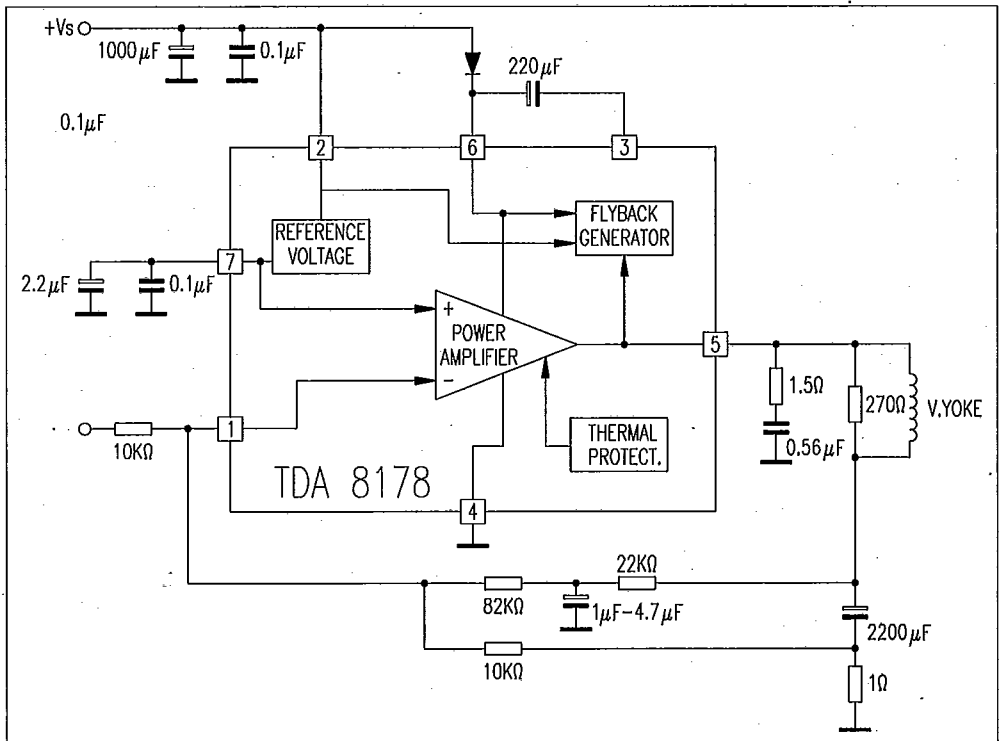 +Vs
1000μF
0.1μF
220μF
0.1μF
2
6
3
REFERENCE
VOLTAGE
FLYBACK
GENERATOR
7
2.2μF
0.1μF
+
POWER
AMPLIFIER
−
5
1.5Ω
270Ω
V.YOKE
0.56μF
1
10KΩ
THERMAL
PROTECT.
TDA 8178
4
22KΩ
82KΩ
1μF–4.7μF
2200μF
10KΩ
1Ω